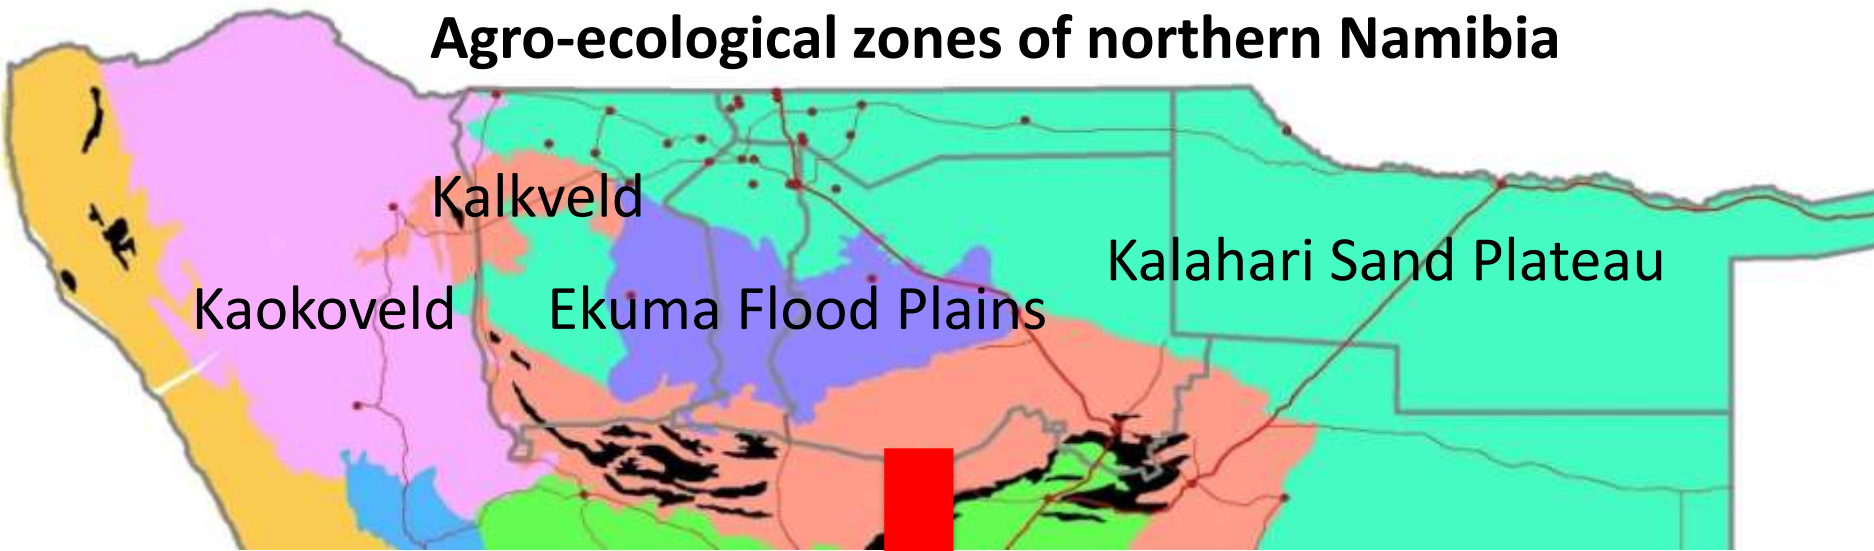 Agro-ecological zones of northern Namibia
Kalkveld
Kalahari Sand Plateau
Kaokoveld
Ekuma Flood Plains